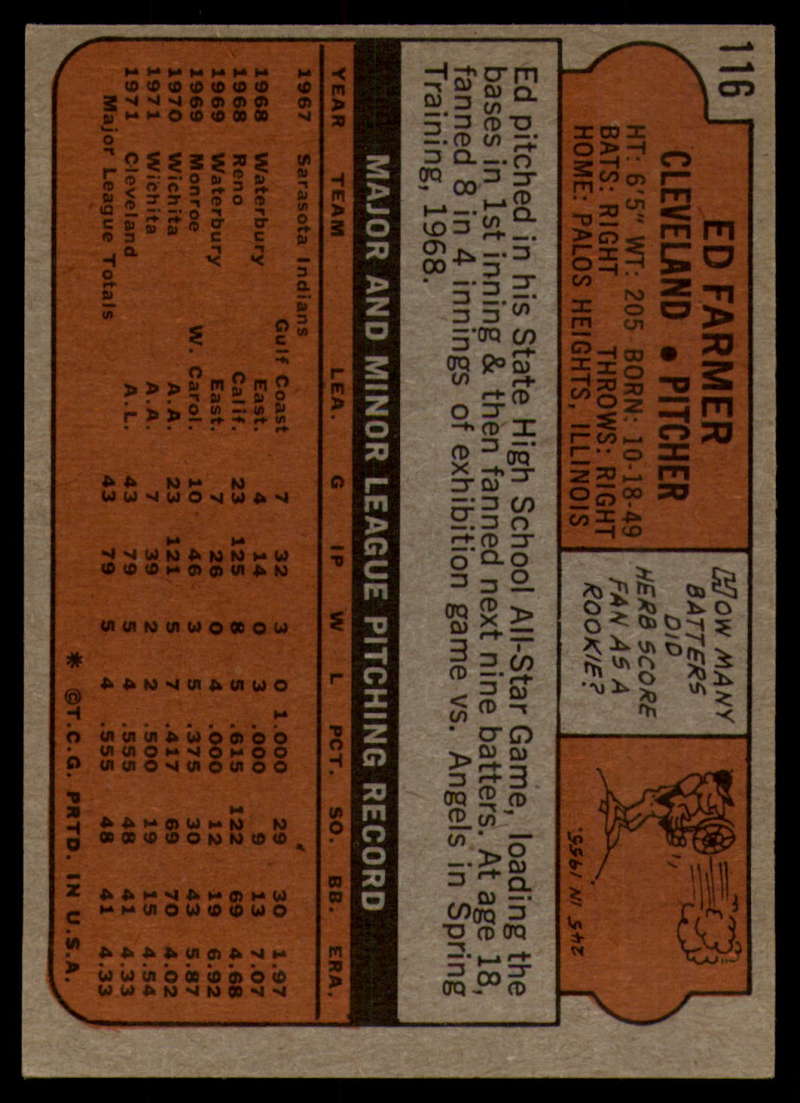 116
ED FARMER
CLEVELAND • PITCHER
HT: 6'5" WT: 205 BORN: 10-18-49
BATS: RIGHT THROWS: RIGHT
HOME: PALOS HEIGHTS, ILLINOIS
HOW MANY
BATTERS
DID
HERB SCORE
FAN AS A
ROOKIE?
245 IN 1955.
Ed pitched in his State High School All-Star Game, loading the
bases in 1st inning & then fanned next nine batters. At age 18,
fanned 8 in 4 innings of exhibition game vs. Angels in Spring
Training, 1968.
MAJOR AND MINOR LEAGUE PITCHING RECORD
YEAR TEAM LEA. G IP W L PCT. SO. BB. ERA.
1967 Sarasota Indians
Gulf Coast 7 32 3 0 1.000 29 30 1.97
1968 Waterbury East. 4 14 0 3 .000 9 13 7.07
1968 Reno Calif. 23 125 8 5 .615 122 69 4.68
1969 Waterbury East. 7 26 0 4 .000 12 19 6.92
1969 Monroe W. Carol. 10 46 3 5 .375 30 43 5.87
1970 Wichita A.A. 23 121 5 7 .417 69 70 4.02
1971 Wichita A.A. 7 39 2 2 .500 19 15 4.54
1971 Cleveland A.L. 43 79 5 4 .555 48 41 4.33
Major League Totals 43 79 5 4 .555 48 41 4.33
* ©T.C.G. PRTD. IN U.S.A.